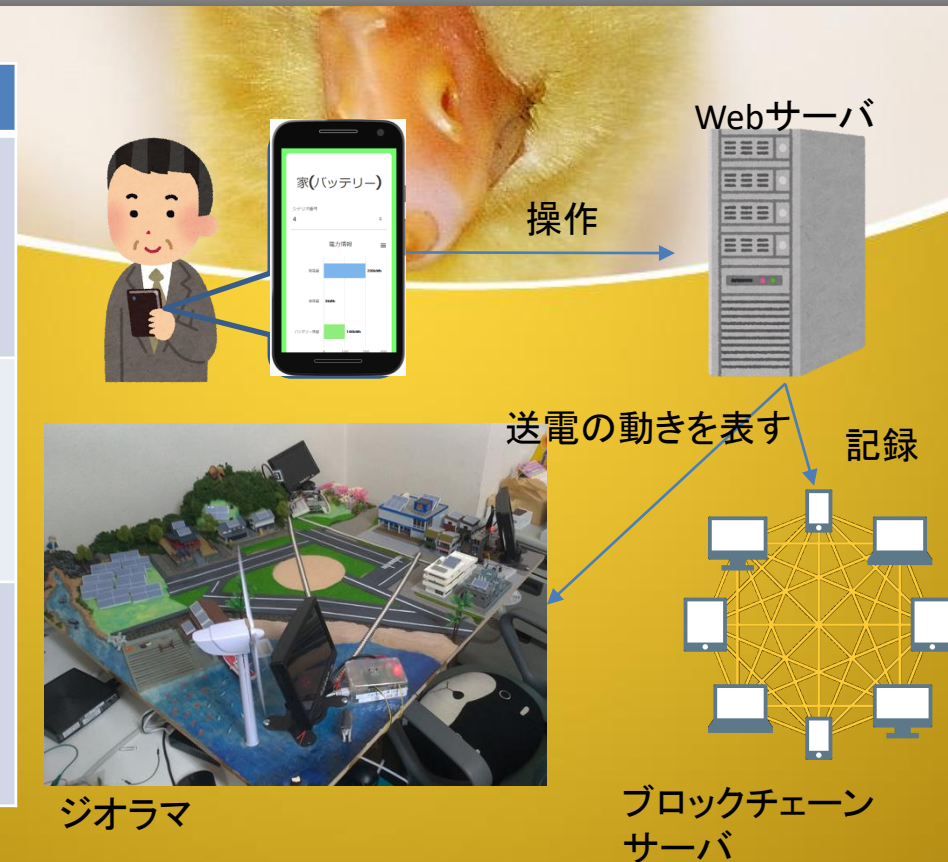 Webサーバ
家(バッテリー)
4
電力情報
操作
送電の動きを表す
記録
ジオラマ
ブロックチェーン
サーバ